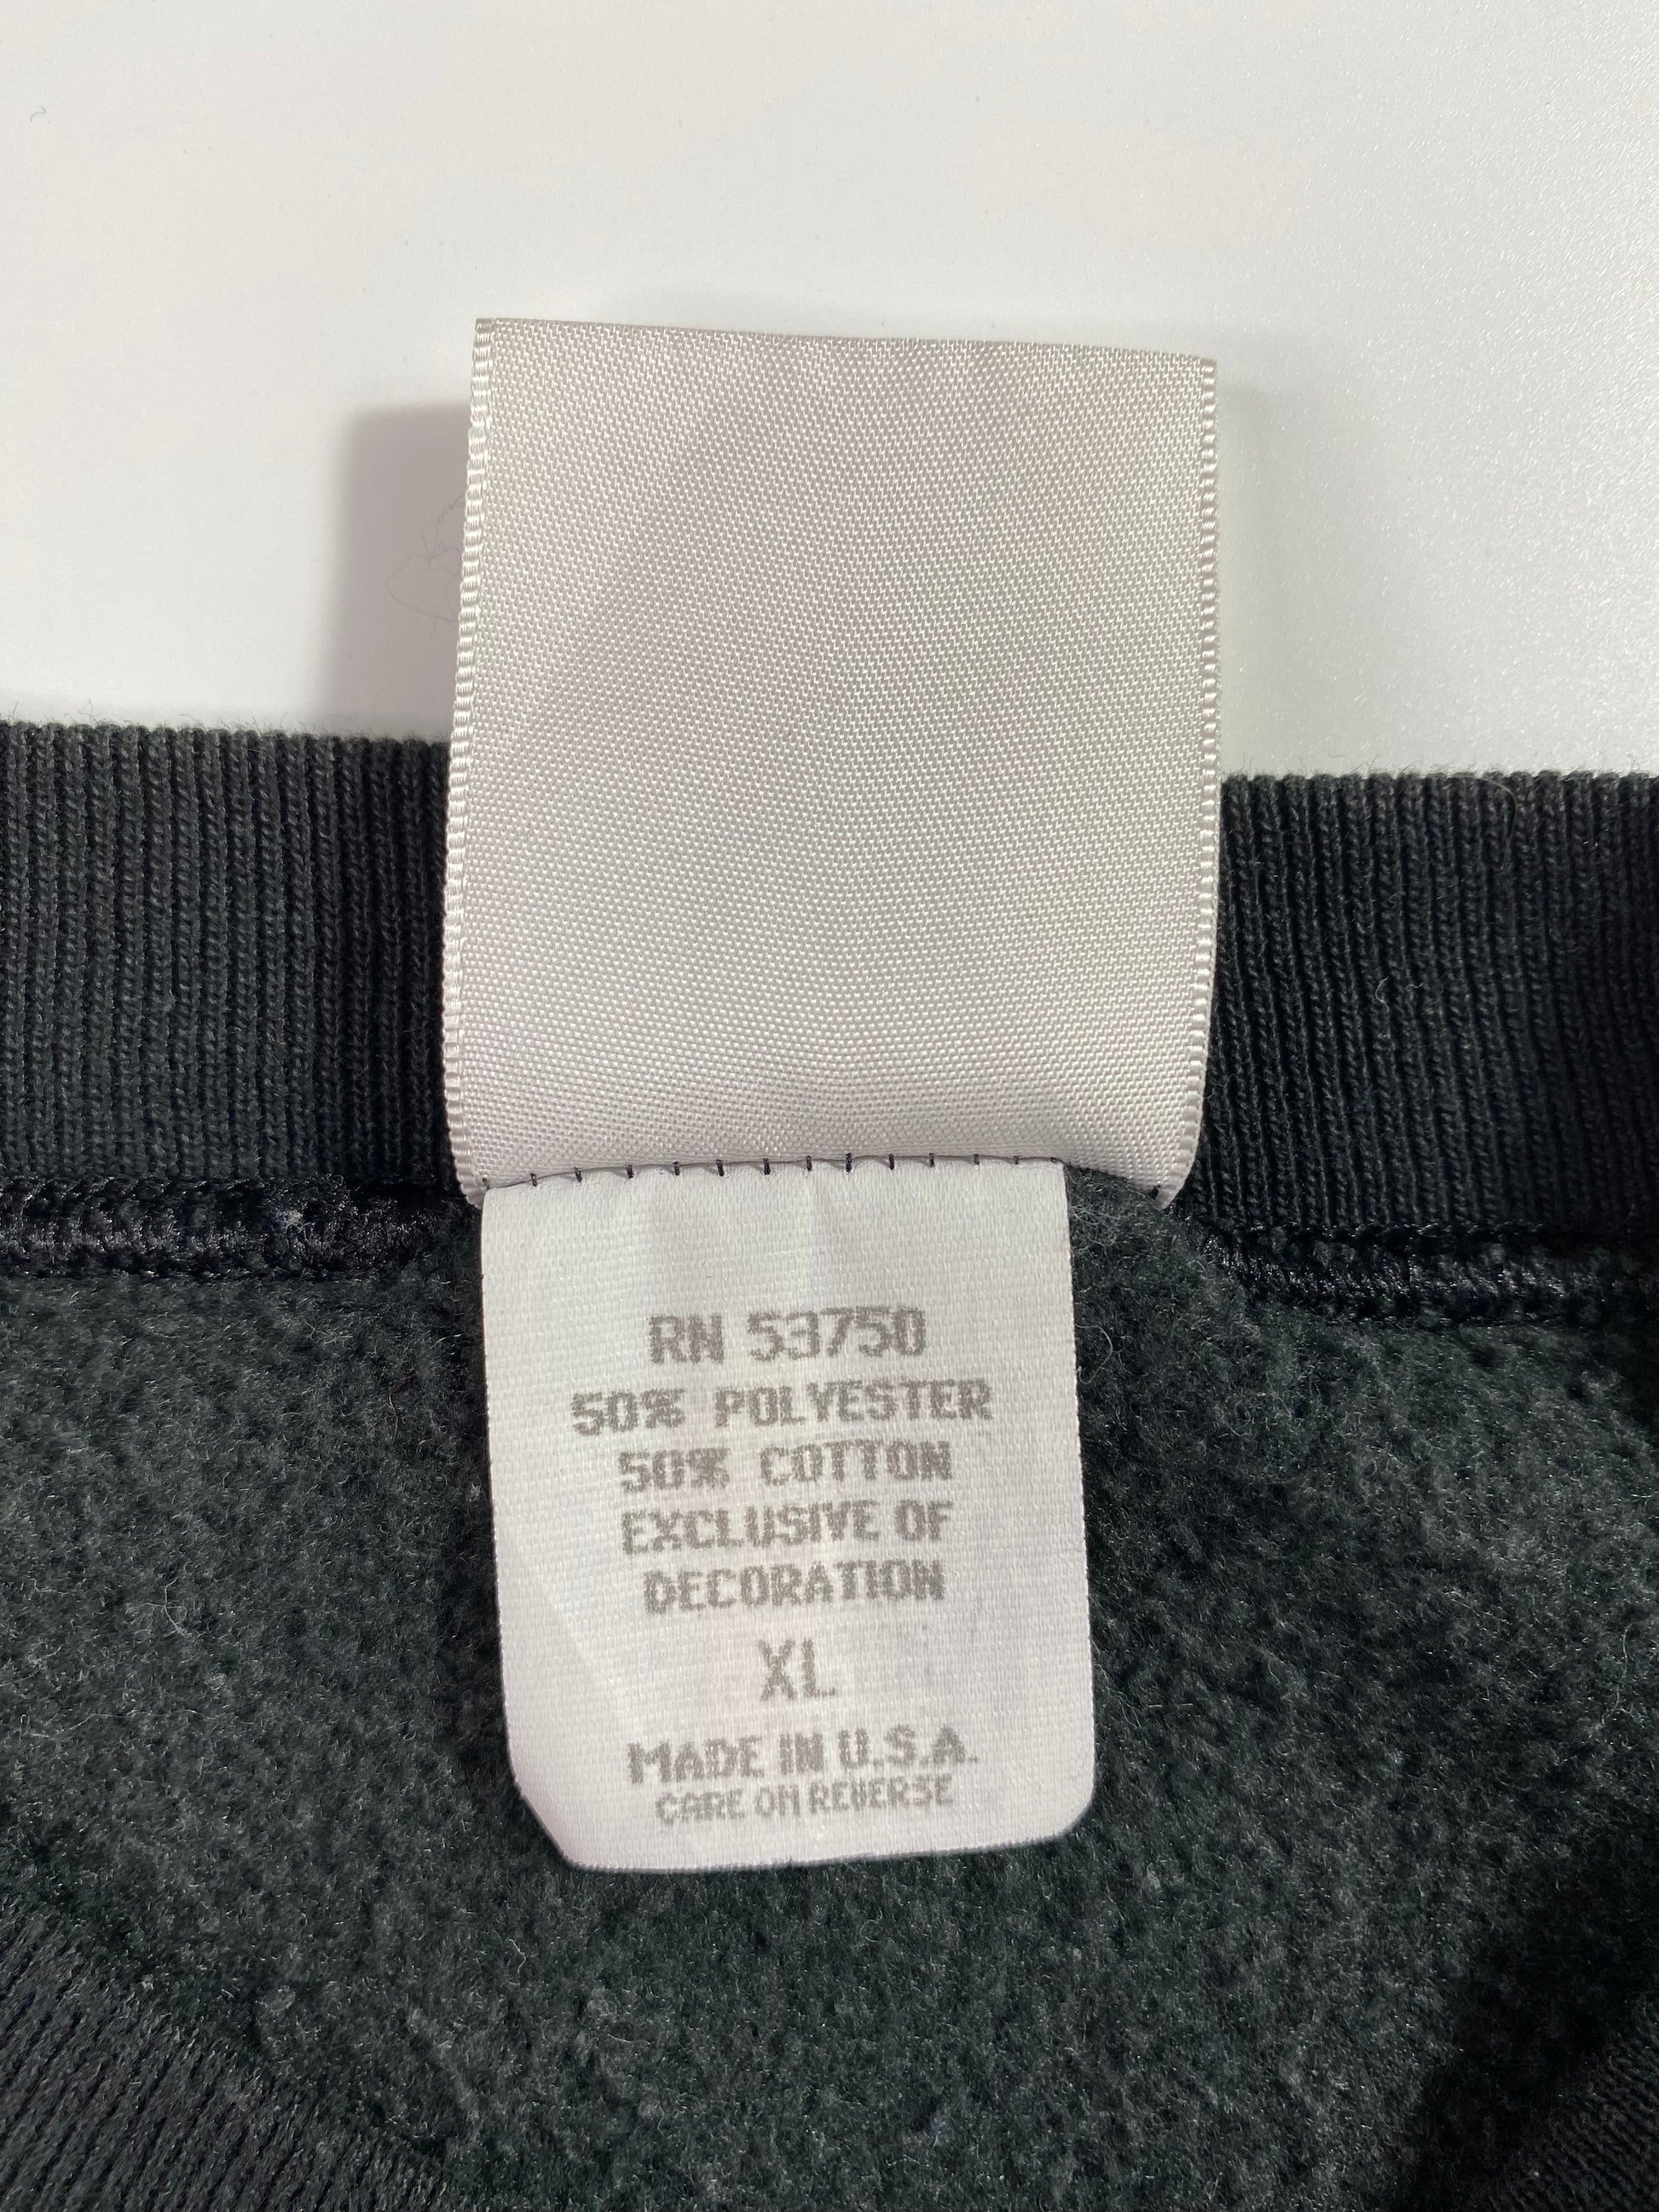 RN 53750
50% POLYESTER
50% COTTON
EXCLUSIVE OF
DECORATION
XL
MADE IN U.S.A.
CARE ON REVERSE